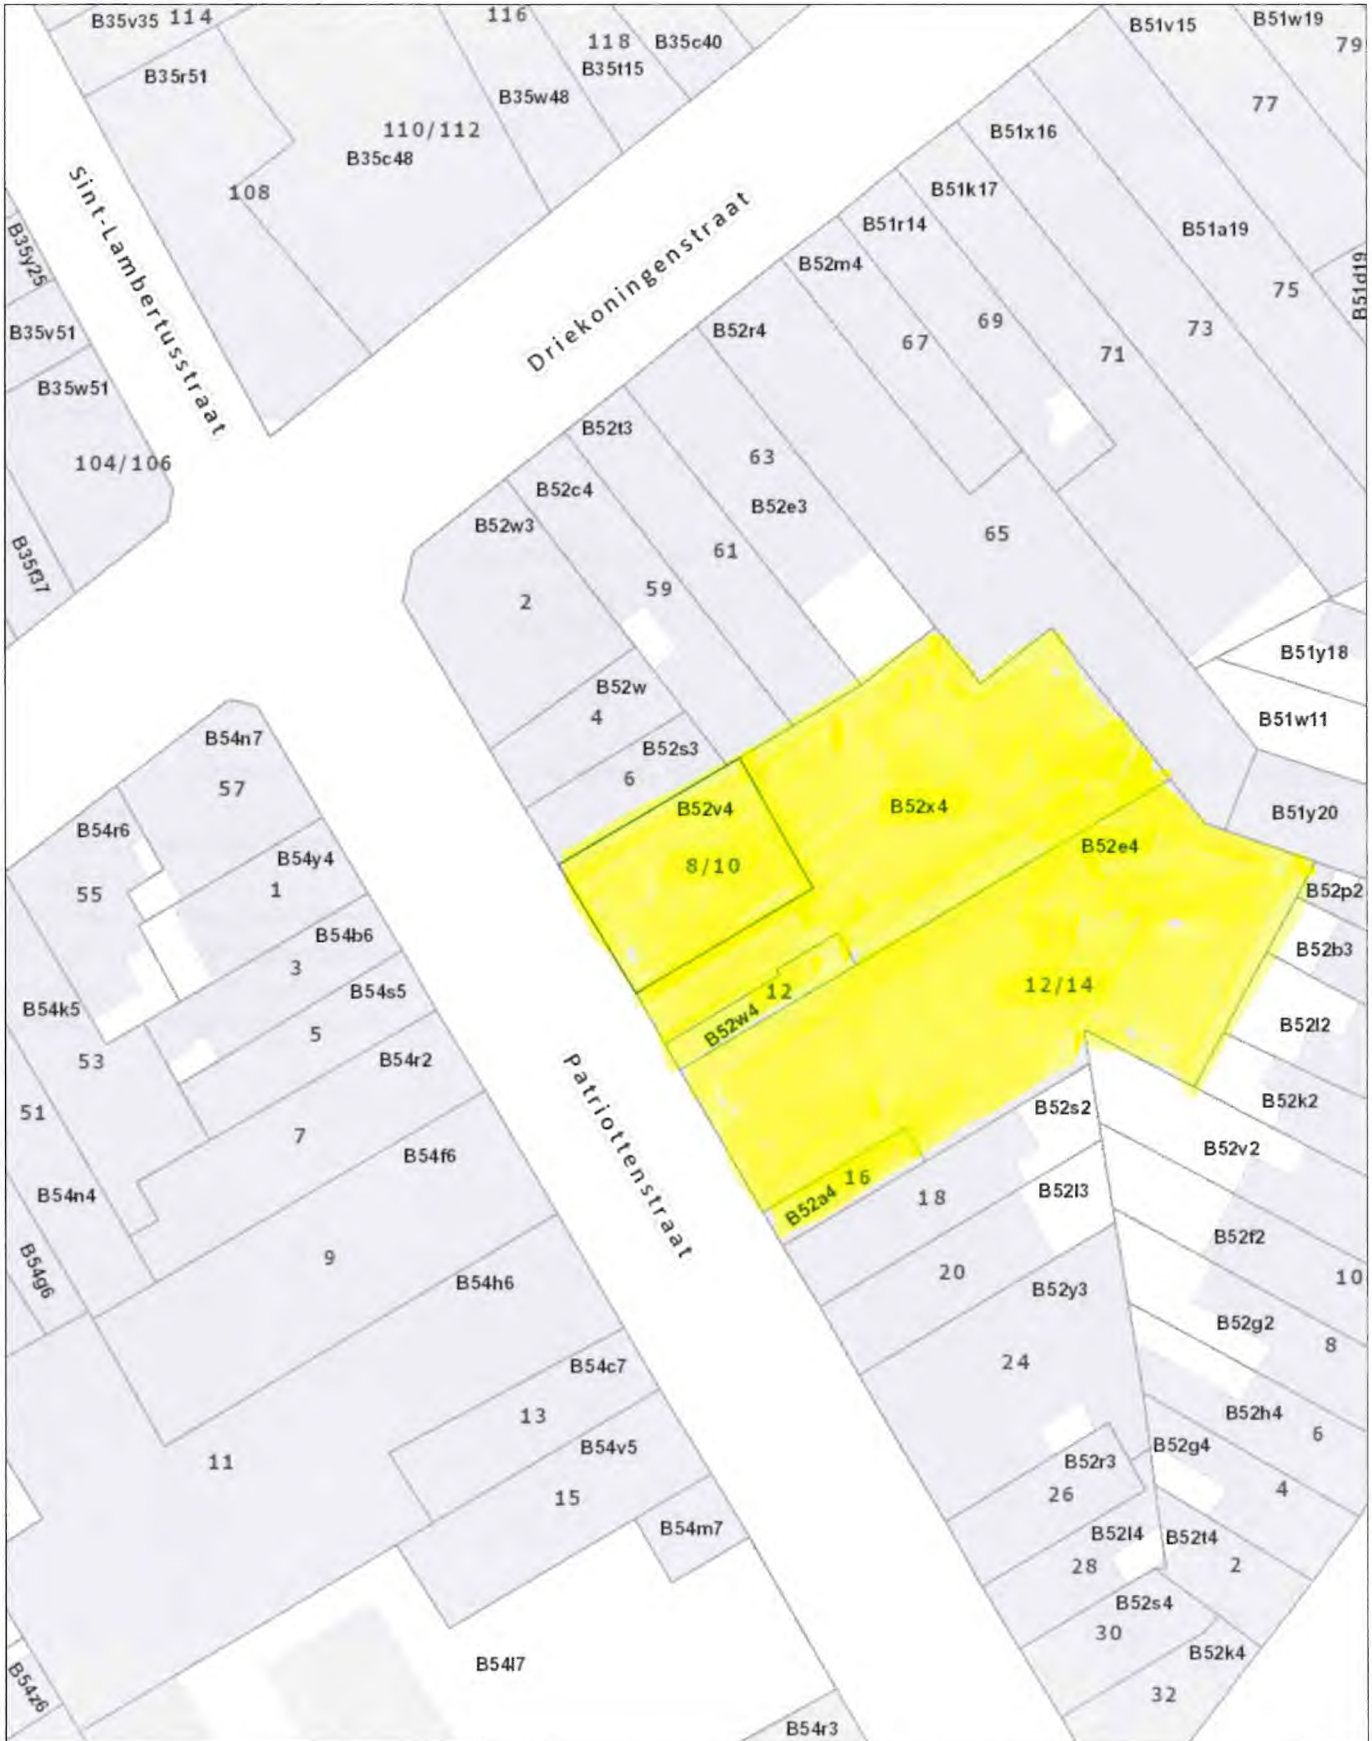 B35v35 114
116
118
B35c40
B51v15
B51w19
79
B35r51
B35t15
B35w48
77
110/112
B35c48
B51x16
108
Sint-Lambertusstraat
B51k17
B51r14
B51a19
B35y25
B52m4
Driekoningenstraat
75
B51d19
B35v51
B52r4
69
67
73
71
B35w51
B52t3
63
104/106
B52c4
B52e3
B52w3
65
61
B35f37
59
2
B51y18
B52w
4
B51w11
B54n7
B52s3
6
57
B52v4
B52x4
B51y20
B54r6
B54y4
8/10
B52e4
55
1
B52p2
B54b6
B52b3
3
B54s5
12
12/14
B54k5
B52w4
B52l2
5
53
B54r2
B52k2
51
B52s2
Patriottenstraat
7
B52v2
B54f6
16
B52a4
18
B52l3
B54n4
B52f2
9
B54g6
20
10
B54h6
B52y3
B52g2
8
24
B54c7
13
B52h4
6
B54v5
B52g4
11
B52r3
15
26
4
B54m7
B52l4
B52t4
28
2
B52s4
30
B52k4
B54l7
B54z6
32
B54r3